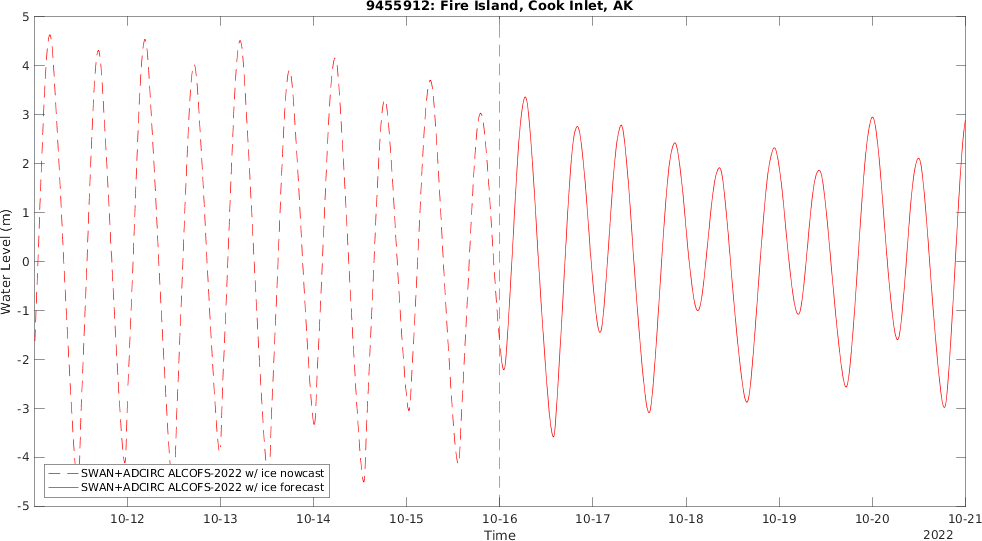 9455912: Fire Island, Cook Inlet, AK
5
4
3
2
1
0
-1
-2
-3
-4
-5
Water Level (m)
SWAN+ADCIRC ALCOFS-2022 w/ ice nowcast
SWAN+ADCIRC ALCOFS-2022 w/ ice forecast
10-12 10-13 10-14 10-15 10-16 10-17 10-18 10-19 10-20 10-21
Time
2022